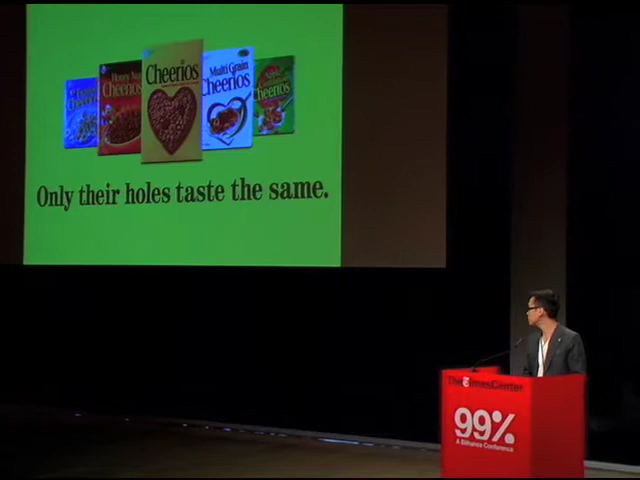 Honey Nut
Cheerios
Cheerios
Multi Grain
Cheerios
Cheerios
Only their holes taste the same.
The Times Center
99%
A Behance Conference